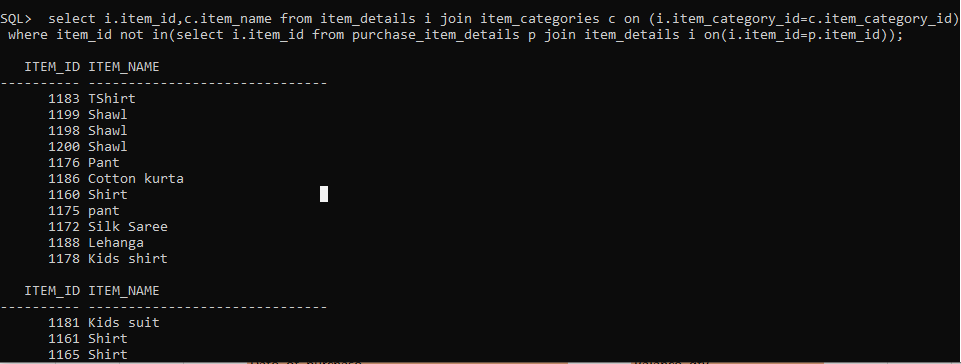 SQL>  select i.item_id,c.item_name from item_details i join item_categories c on (i.item_category_id=c.item_category_id)
 where item_id not in(select i.item_id from purchase_item_details p join item_details i on(i.item_id=p.item_id));
   ITEM_ID ITEM_NAME
---------- ------------------------------
      1183 TShirt
      1199 Shawl
      1198 Shawl
      1200 Shawl
      1176 Pant
      1186 Cotton kurta
      1160 Shirt
      1175 pant
      1172 Silk Saree
      1188 Lehanga
      1178 Kids shirt
   ITEM_ID ITEM_NAME
---------- ------------------------------
      1181 Kids suit
      1161 Shirt
      1165 Shirt